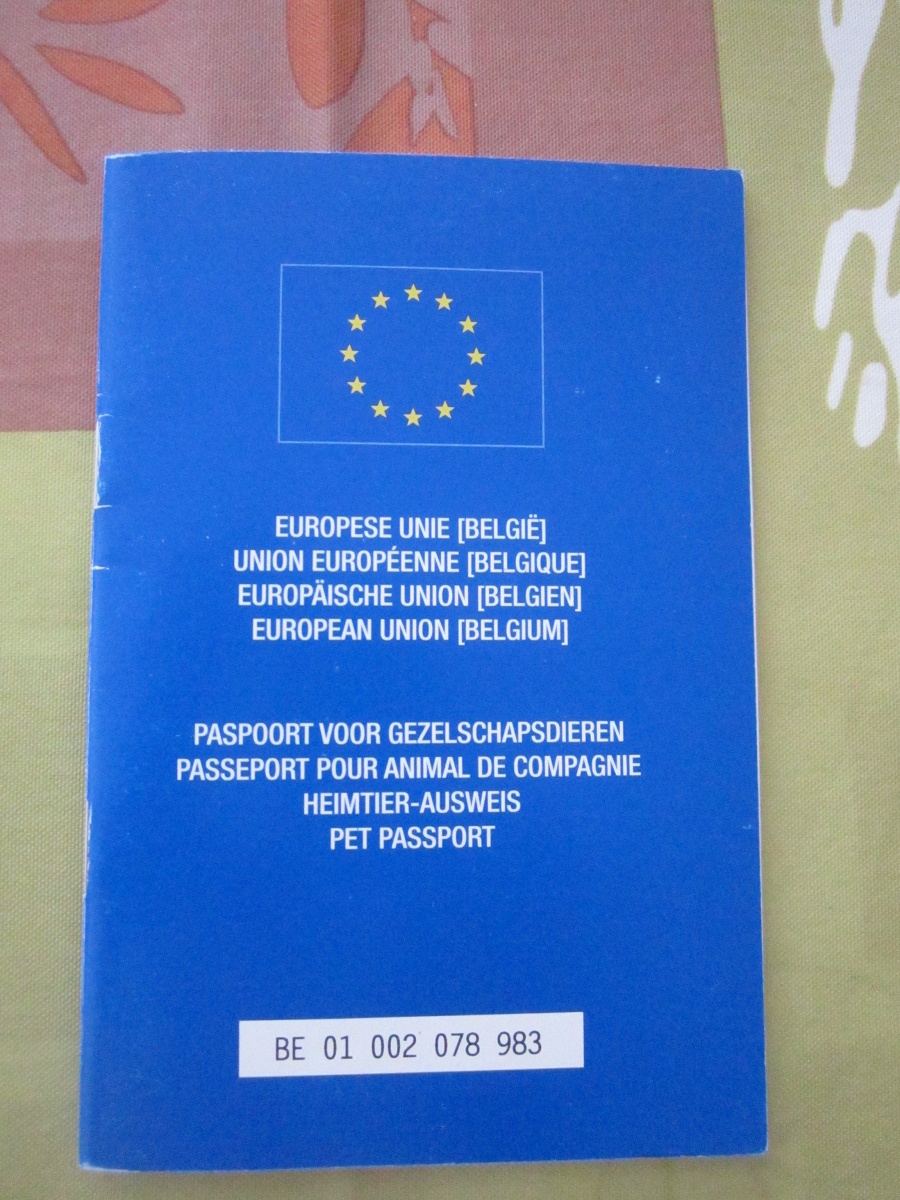 EUROPESE UNIE [BELGIË]
UNION EUROPÉENNE [BELGIQUE]
EUROPÄISCHE UNION [BELGIEN]
EUROPEAN UNION [BELGIUM]
PASPOORT VOOR GEZELSCHAPSDIEREN
PASSEPORT POUR ANIMAL DE COMPAGNIE
HEIMTIER-AUSWEIS
PET PASSPORT
BE 01 002 078 983